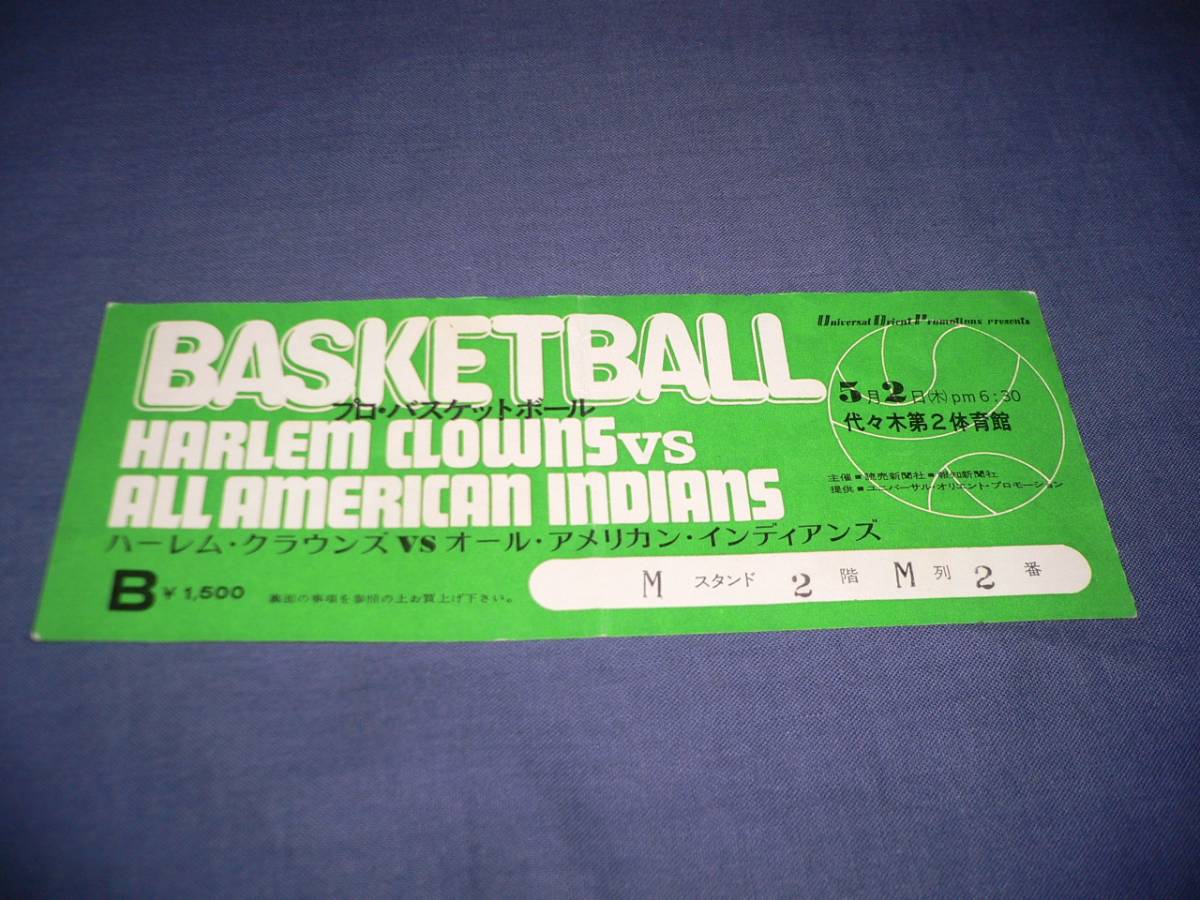 BASKETBALL
プロ・バスケットボール
HARLEM CLOWNS vs
ALL AMERICAN INDIANS
ハーレム・クラウンズ vs オール・アメリカン・インディアンズ
B ¥1,500 裏面の事項を参照の上お買上げ下さい。
Universal Orient Promotions presents
5月2日(木)pm6:30
代々木第2体育館
主催■読売新聞社■報知新聞社
提供■ユニバーサル・オリエント・プロモーション
M スタンド 2 階 M 列 2 番